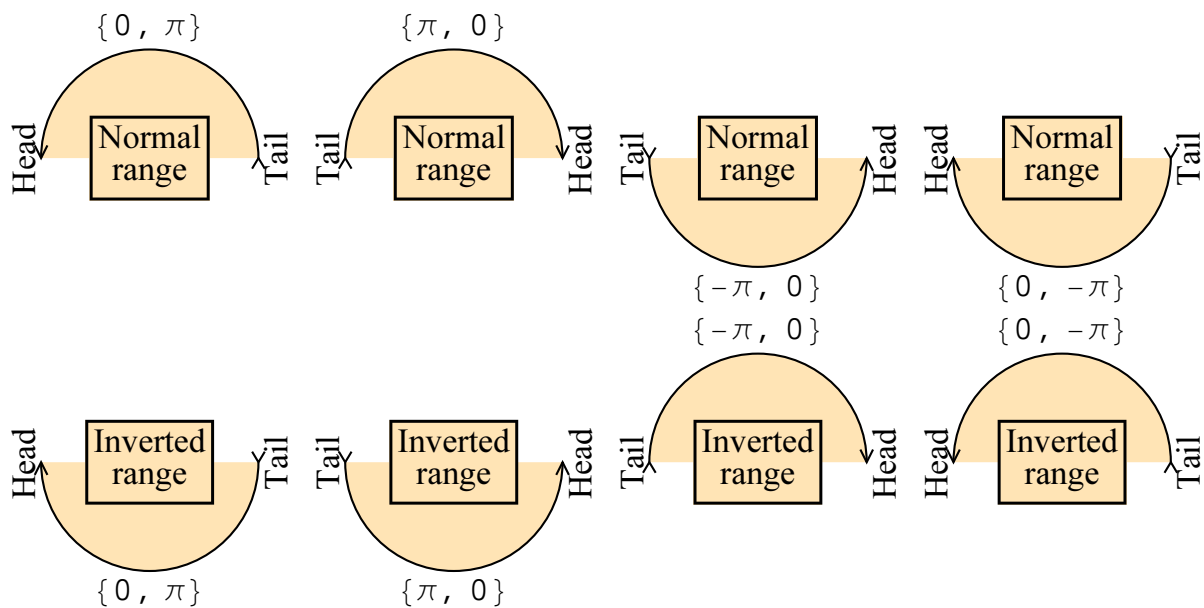 {0, π}
{π, 0}
Head
Normal
range
Tail
Tail
Normal
range
Head
Tail
Normal
range
Head
Head
Normal
range
Tail
{-π, 0}
{0, -π}
{-π, 0}
{0, -π}
Head
Inverted
range
Tail
Tail
Inverted
range
Head
Tail
Inverted
range
Head
Head
Inverted
range
Tail
{0, π}
{π, 0}